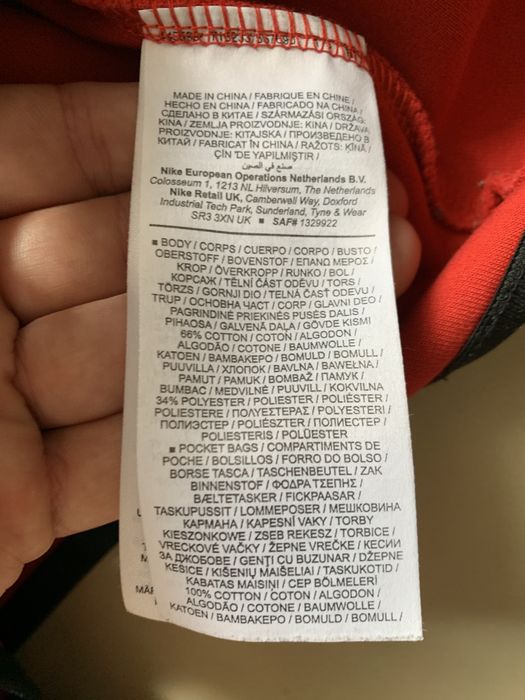 MADE IN CHINA / FABRIQUE EN CHINE /
HECHO EN CHINA / FABRICADO NA CHINA /
СДЕЛАНО В КИТАЕ / SZÁRMAZÁSI ORSZÁG:
KÍNA / ZEMLJA PROIZVODNJE: KINA / DRŽAVA
PROIZVODNJE: KITAJSKA / ПРОИЗВЕДЕНО В
КИТАЙ / FABRICAT ÎN CHINA / RAŽOTS: ĶĪNĀ /
ÇİN 'DE YAPILMIŞTIR /
صنع في الصين
Nike European Operations Netherlands B.V.
Colosseum 1, 1213 NL Hilversum, The Netherlands
Nike Retail UK, Camberwell Way, Doxford
Industrial Tech Park, Sunderland, Tyne & Wear
SR3 3XN UK ■ SAF# 1329922
■ BODY / CORPS / CUERPO / CORPO / BUSTO /
OBERSTOFF / BOVENSTOF / ΕΠΑΝΩ ΜΕΡΟΣ /
KROP / ÖVERKROPP / RUNKO / BOL /
КОРСАЖ / TĚLNÍ ČÁST ODĚVU / TORS /
TÖRZS / GORNJI DIO / TELNÁ ČASŤ ODEVU /
TRUP / ОСНОВНА ЧАСТ / CORP / GLAVNI DEO /
PAGRINDINĖ PRIEKINĖS PUSĖS DALIS /
PIHAOSA / GALVENĀ DAĻA / GÖVDE KISMI
66% COTTON / COTON / ALGODON /
ALGODÃO / COTONE / BAUMWOLLE /
KATOEN / ΒΑΜΒΑΚΕΡΟ / BOMULD / BOMULL /
PUUVILLA / ХЛОПОК / BAVLNA / BAWEŁNA /
PAMUT / PAMUK / BOMBAŽ / ПАМУК /
BUMBAC / MEDVILNĖ / PUUVILL / KOKVILNA
34% POLYESTER / POLIESTER / POLIÉSTER /
POLIESTERE / ΠΟΛΥΕΣΤΕΡΑΣ / POLYESTERI /
ПОЛИЭСТЕР / POLIÉSZTER / ПОЛИЕСТЕР /
POLIESTERIS / POLÜESTER
■ POCKET BAGS / COMPARTIMENTS DE
POCHE / BOLSILLOS / FORRO DO BOLSO /
BORSE TASCA / TASCHENBEUTEL / ZAK
BINNENSTOF / ΦΟΔΡΑ ΤΣΕΠΗΣ /
BÆLTETASKER / FICKPAASAR /
TASKUPUSSIT / LOMMEPOSER / МЕШКОВИНА
КАРМАНА / KAPESNÍ VAKY / TORBY
KIESZONKOWE / ZSEB REKESZ / TORBICE /
VRECKOVÉ VAČKY / ŽEPNE VREČKE / КЕСИИ
ЗА ДЖОБОВЕ / GENȚI CU BUZUNAR / DŽEPNE
KESICE / KIŠENIŲ MAIŠELIAI / TASKUKOTID /
KABATAS MAISIŅI / CEP BÖLMELERİ
100% COTTON / COTON / ALGODON /
ALGODÃO / COTONE / BAUMWOLLE /
KATOEN / ΒΑΜΒΑΚΕΡΟ / BOMULD / BOMULL /